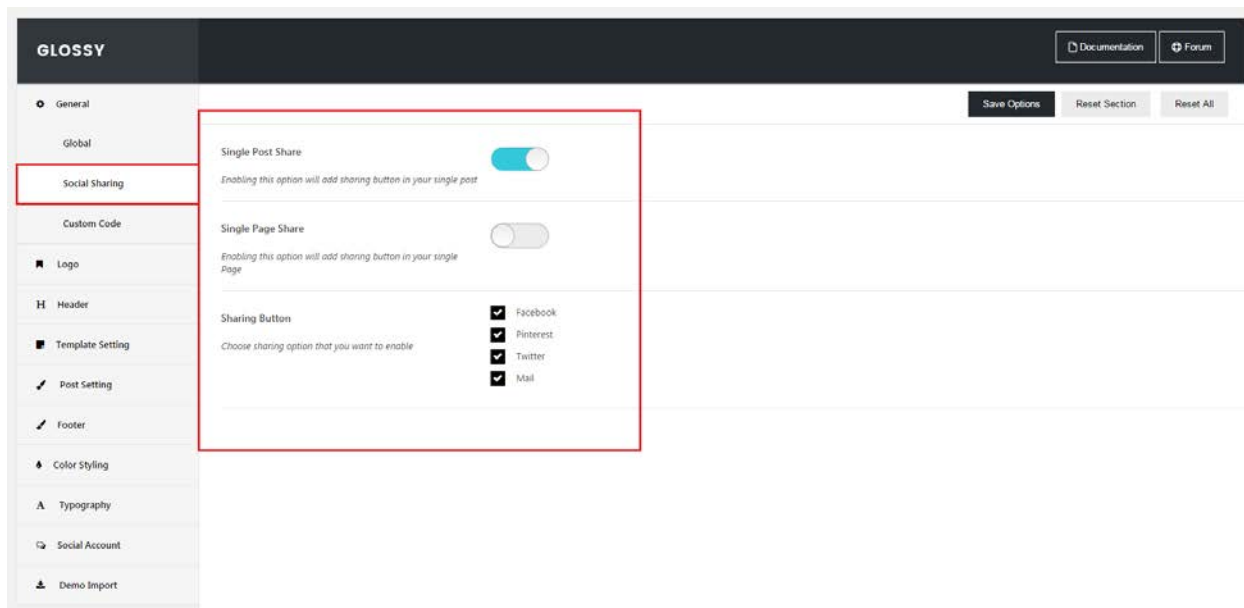 GLOSSY
Documentation
Forum
General
Save Options
Reset Section
Reset All
Global
Social Sharing
Custom Code
Logo
H Header
Template Setting
Post Setting
Footer
Color Styling
A Typography
Social Account
Demo Import
Single Post Share
Enabling this option will add sharing button in your single post
Single Page Share
Enabling this option will add sharing button in your single
Page
Sharing Button
Choose sharing option that you want to enable
Facebook
Pinterest
Twitter
Mail